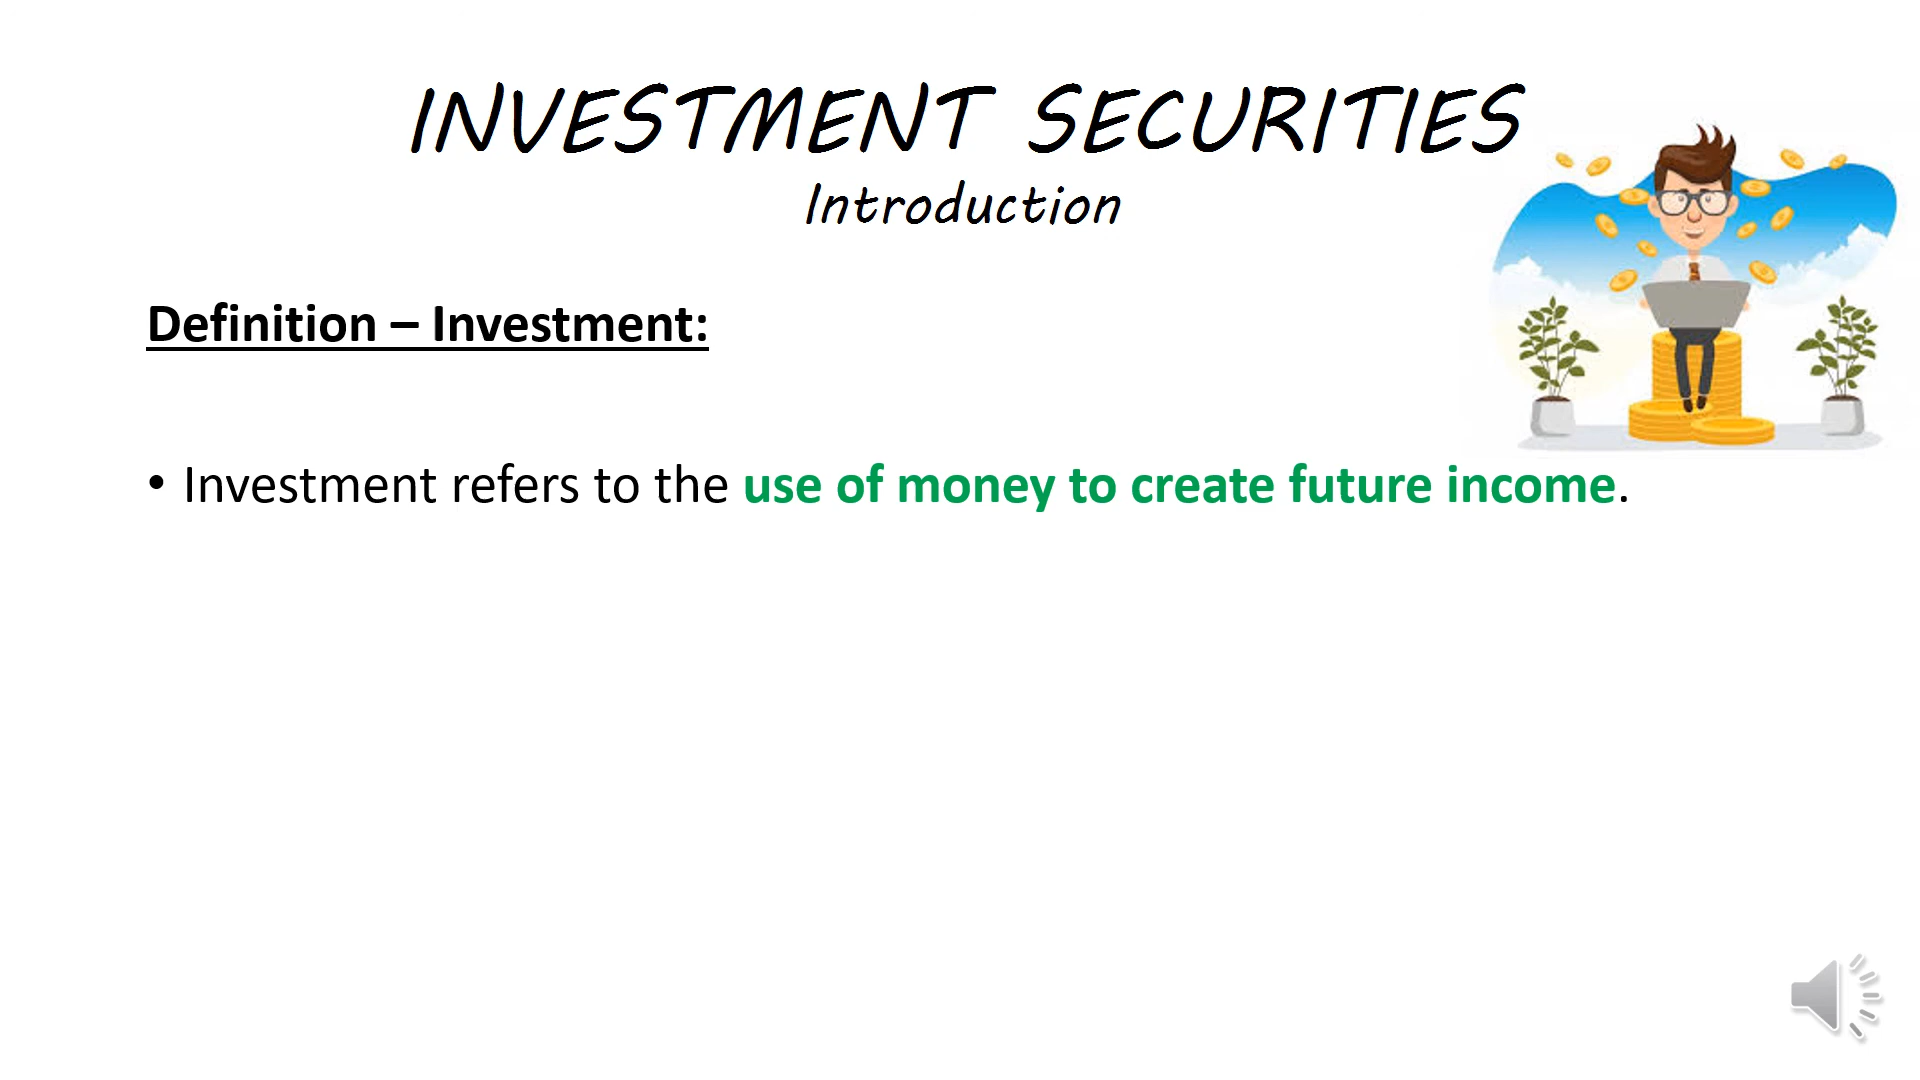 INVESTMENT SECURITIES
Introduction
Definition – Investment:
• Investment refers to the use of money to create future income.